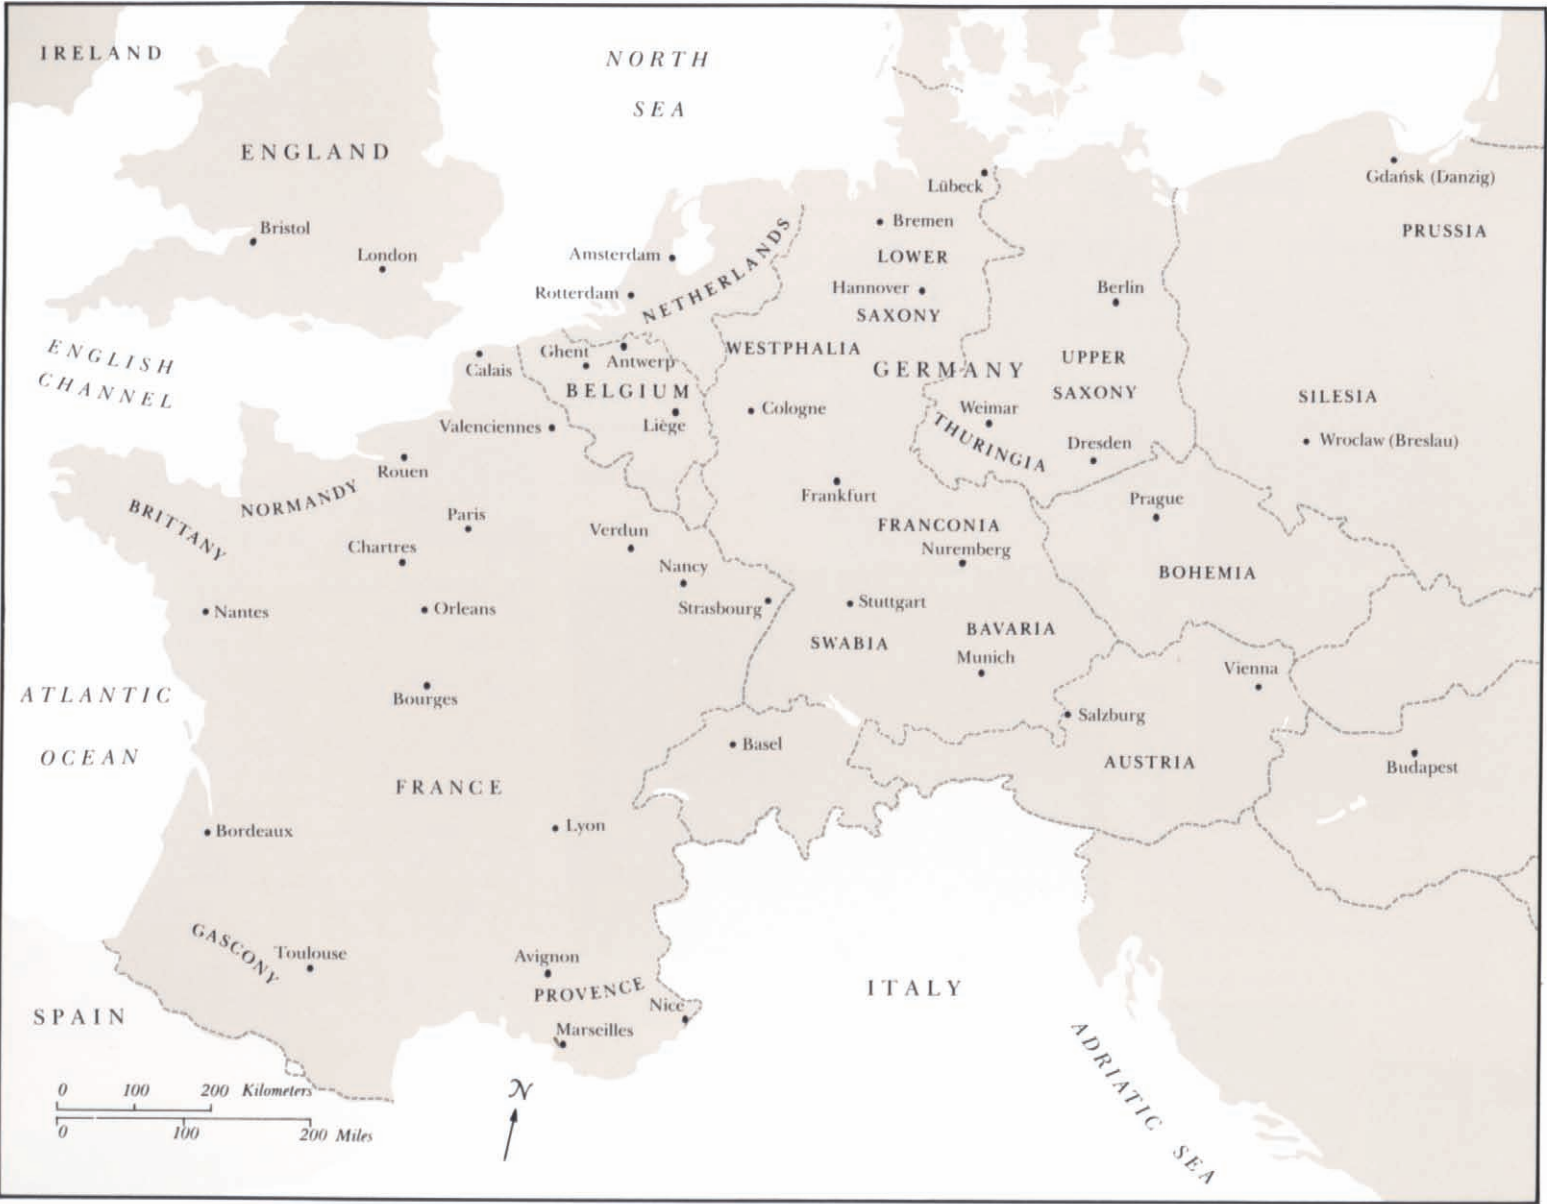 IRELAND
NORTH
SEA
ENGLAND
Lübeck
Gdańsk (Danzig)
Bristol
Bremen
PRUSSIA
London
Amsterdam
LOWER
NETHERLANDS
Rotterdam
Hannover
Berlin
SAXONY
ENGLISH
CHANNEL
Ghent
Antwerp
WESTPHALIA
Calais
GERMANY
UPPER
SAXONY
BELGIUM
SILESIA
Cologne
Weimar
Valenciennes
Liège
THURINGIA
Dresden
Wroclaw (Breslau)
Rouen
NORMANDY
Frankfurt
Prague
BRITTANY
Paris
Verdun
FRANCONIA
Chartres
Nuremberg
Nancy
BOHEMIA
Nantes
Orleans
Strasbourg
Stuttgart
BAVARIA
SWABIA
Munich
Vienna
ATLANTIC
OCEAN
Bourges
Salzburg
Basel
AUSTRIA
Budapest
FRANCE
Bordeaux
Lyon
GASCONY
Toulouse
Avignon
PROVENCE
ITALY
Nice
SPAIN
Marseilles
ADRIATIC SEA
0 100 200 Kilometers
N
0 100 200 Miles